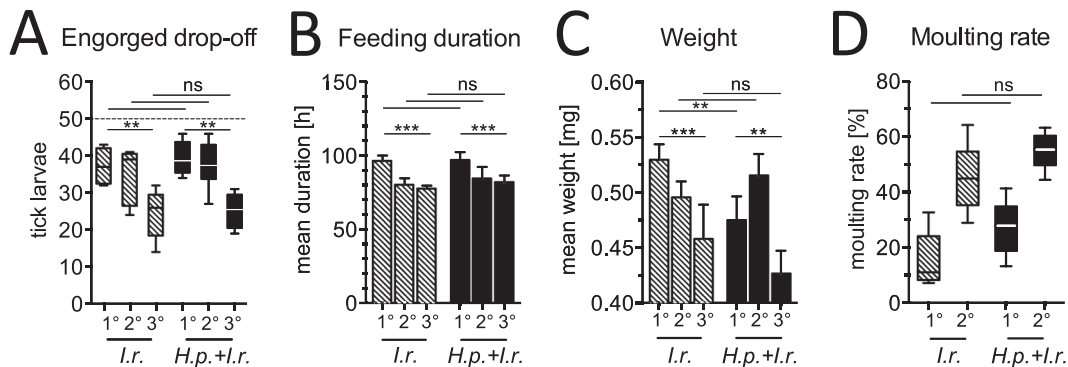 A Engorged drop-off
tick larvae
60
50
40
30
20
10
0
ns
**
**
1° 2° 3° 1° 2° 3°
I.r. H.p.+I.r.
B Feeding duration
mean duration [h]
150
100
50
0
ns
***
***
1° 2° 3° 1° 2° 3°
I.r. H.p.+I.r.
C Weight
mean weight [mg]
0.60
0.55
0.50
0.45
0.40
ns
**
***
**
1° 2° 3° 1° 2° 3°
I.r. H.p.+I.r.
D Moulting rate
moulting rate [%]
80
60
40
20
0
ns
1° 2° 1° 2°
I.r. H.p.+I.r.